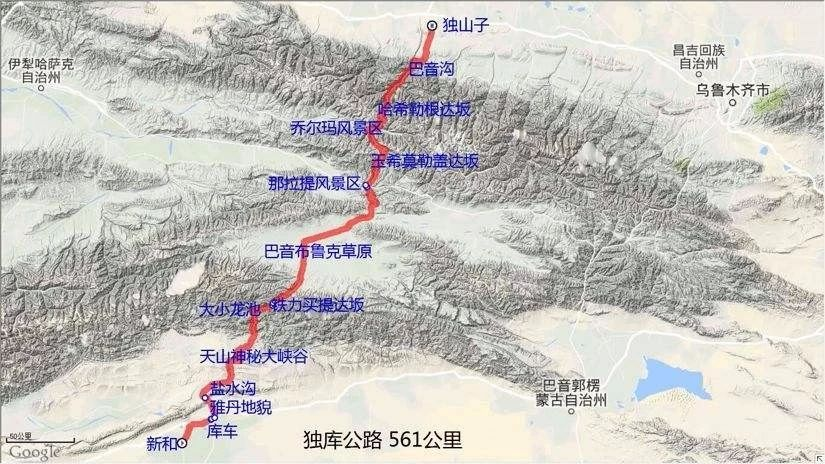 独山子
伊犁哈萨克
自治州
昌吉回族
自治州
巴音沟
乌鲁木齐市
哈希勒根达坂
乔尔玛风景区
玉希莫勒盖达坂
那拉提风景区
巴音布鲁克草原
大小龙池
铁力买提达坂
天山神秘大峡谷
盐水沟
巴音郭楞
蒙古自治州
雅丹地貌
库车
新和
独库公路 561公里
50公里
Google